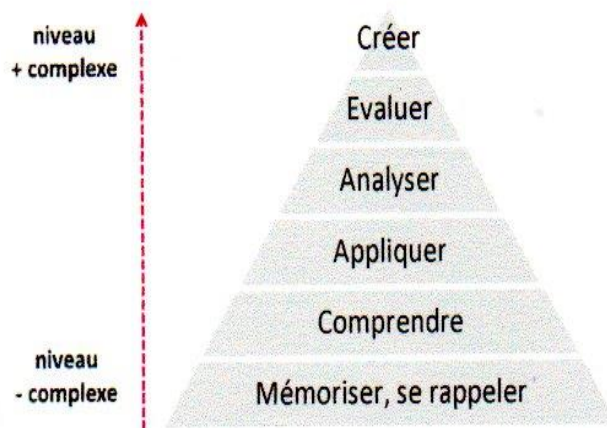 niveau
+ complexe
Créer
Evaluer
Analyser
Appliquer
Comprendre
niveau
- complexe
Mémoriser, se rappeler